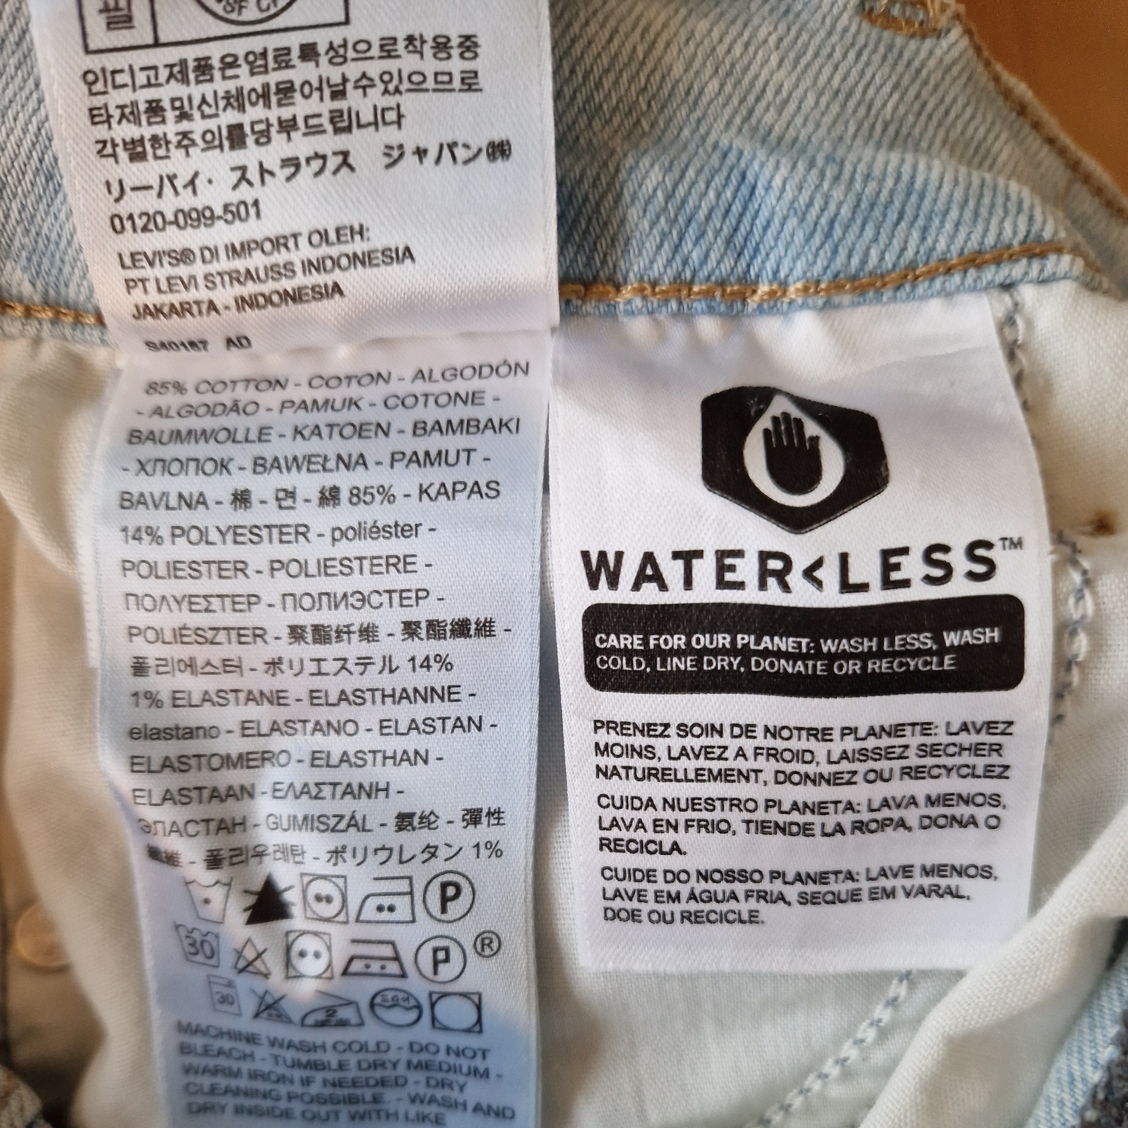 필
인디고제품은염료특성으로착용중
타제품및신체에묻어날수있으므로
각별한주의를당부드립니다
リーバイ・ストラウス ジャパン㈱
0120-099-501
LEVI'S® DI IMPORT OLEH:
PT LEVI STRAUSS INDONESIA
JAKARTA - INDONESIA
S40187 AD
85% COTTON - COTON - ALGODÓN
- ALGODÃO - PAMUK - COTONE -
BAUMWOLLE - KATOEN - BAMBAKI
- ХЛОПОК - BAWEŁNA - PAMUT -
BAVLNA - 棉 - 면 - 綿 85% - KAPAS
14% POLYESTER - poliéster -
POLIESTER - POLIESTERE -
ΠΟΛΥΕΣΤΕΡ - ПОЛИЭСТЕР -
POLIÉSZTER - 聚酯纤维 - 聚酯纖維 -
폴리에스터 - ポリエステル 14%
1% ELASTANE - ELASTHANNE -
elastano - ELASTANO - ELASTAN -
ELASTOMERO - ELASTHAN -
ELASTAAN - ΕΛΑΣΤΑΝΗ -
ЭЛАСТАН - GUMISZÁL - 氨纶 - 彈性
纖維 - 폴리우레탄 - ポリウレタン 1%
P
30 P ®
30 2 드라이
MACHINE WASH COLD - DO NOT
BLEACH - TUMBLE DRY MEDIUM -
WARM IRON IF NEEDED - DRY
CLEANING POSSIBLE. - WASH AND
DRY INSIDE OUT WITH LIKE
WATER<LESS™
CARE FOR OUR PLANET: WASH LESS, WASH
COLD, LINE DRY, DONATE OR RECYCLE
PRENEZ SOIN DE NOTRE PLANETE: LAVEZ
MOINS, LAVEZ A FROID, LAISSEZ SECHER
NATURELLEMENT, DONNEZ OU RECYCLEZ
CUIDA NUESTRO PLANETA: LAVA MENOS,
LAVA EN FRIO, TIENDE LA ROPA, DONA O
RECICLA.
CUIDE DO NOSSO PLANETA: LAVE MENOS,
LAVE EM ÁGUA FRIA, SEQUE EM VARAL,
DOE OU RECICLE.